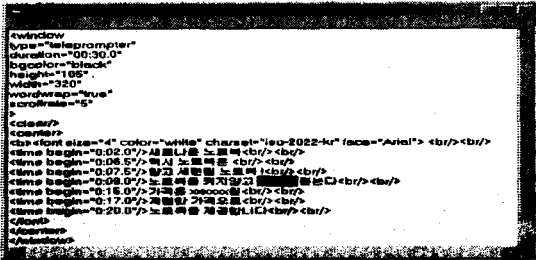 <window
type="teleprompter"
duration="00:30.0"
bgcolor="black"
height="105"
width="320"
wordwrap="true"
scrollrate="5"
>
<clear/>
<center>
<b><font size="4" color="white" charset="iso-2022-kr" face="Arial"> <br/><br/>
<time begin="0:02.0"/>새로나온 노트북<br/><br/>
<time begin="0:06.5"/>역시 노트북은 <br/><br/>
<time begin="0:07.5"/>얇고 세련된 노트북!<br/><br/>
<time begin="0:09.0"/>노트북을 켜지않고<br/><br/>
<time begin="0:15.0"/>가격은<br/><br/>
<time begin="0:17.0"/>저렴한 가격으로<br/><br/>
<time begin="0:20.0"/>노트북을 제공합니다<br/><br/>
</font>
</center>
</window>